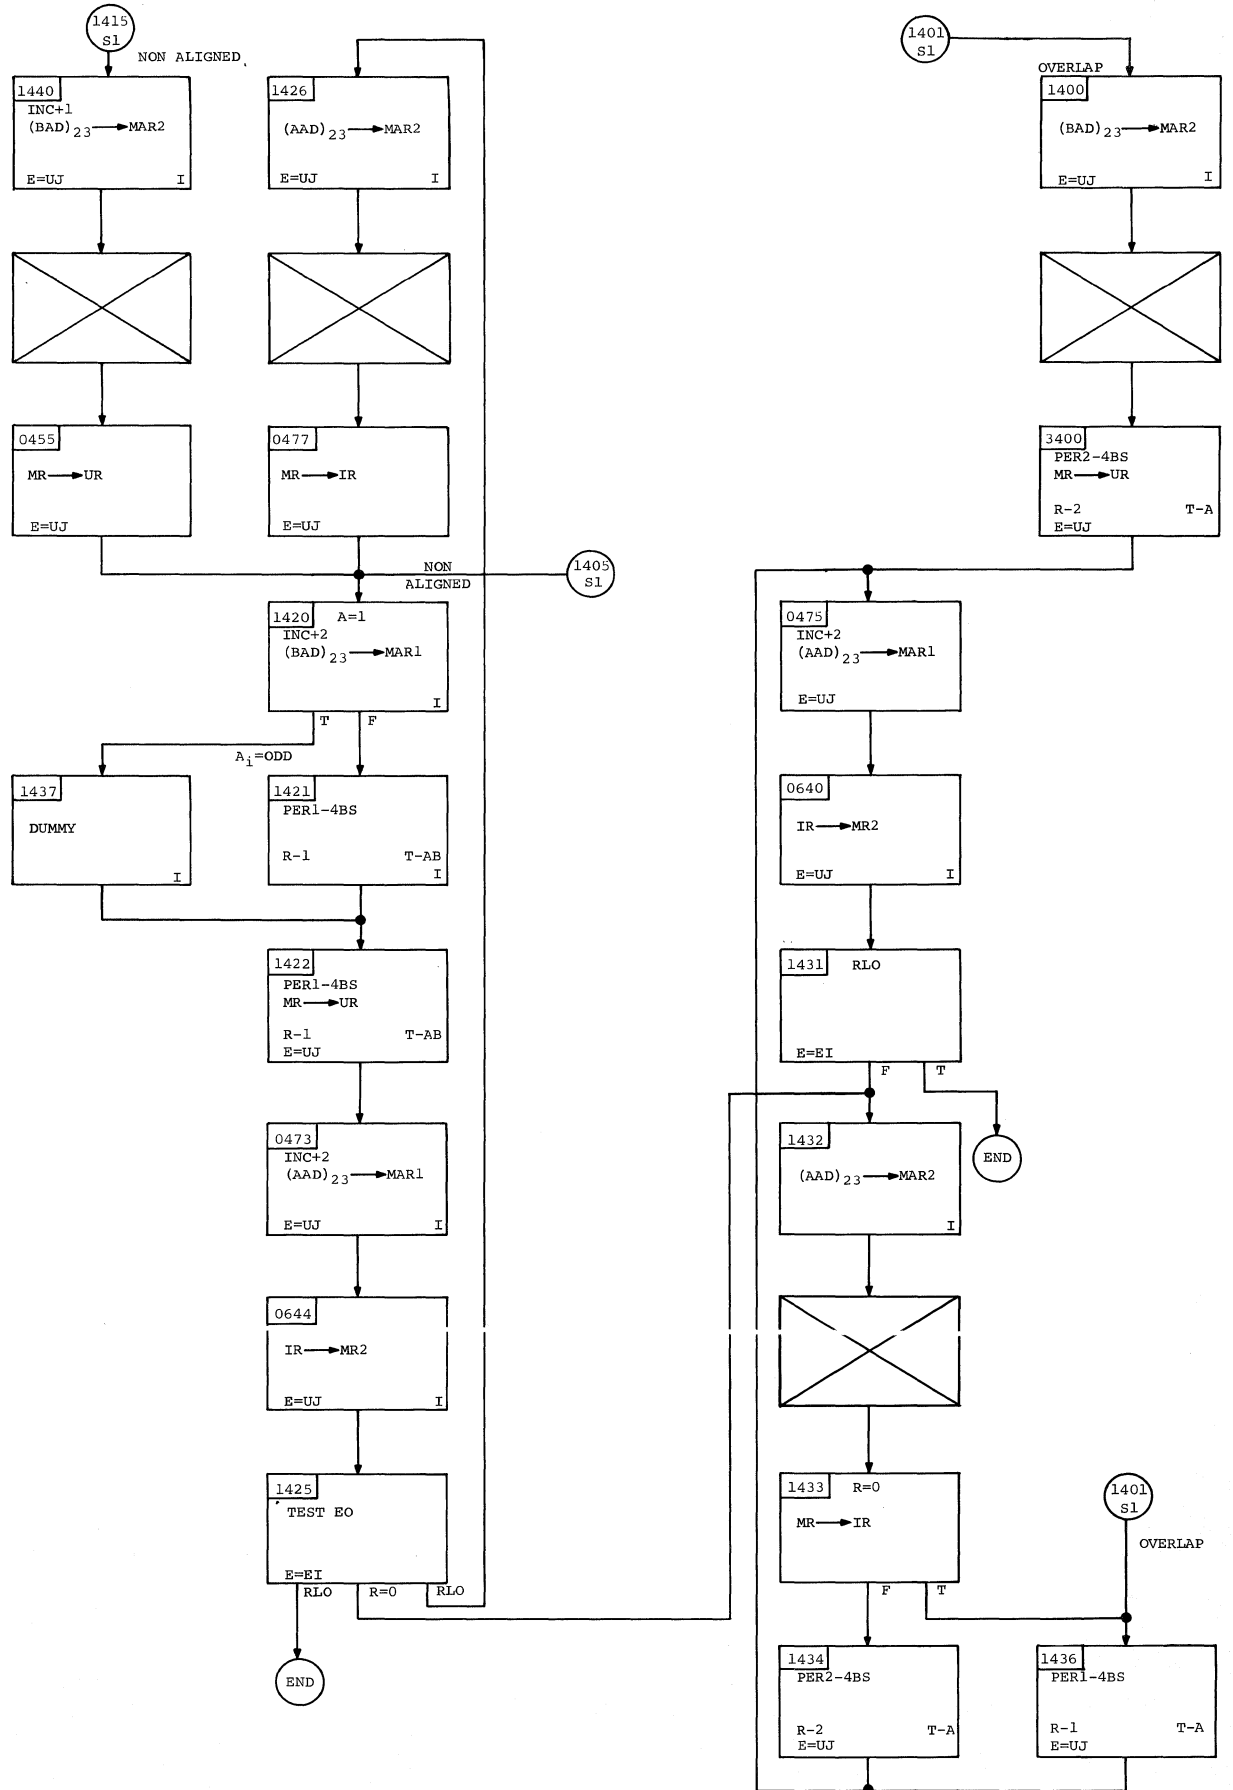 1415
S1
NON ALIGNED
1440
INC+1
(BAD)23→MAR2
E=UJ I
1426
(AAD)23→MAR2
E=UJ I
1401
S1
OVERLAP
1400
(BAD)23→MAR2
E=UJ I
0455
MR→UR
E=UJ
0477
MR→IR
E=UJ
3400
PER2-4BS
MR→UR
R-2 T-A
E=UJ
NON
ALIGNED
1405
S1
1420 A=1
INC+2
(BAD)23→MAR1
I
T F
Ai=ODD
0475
INC+2
(AAD)23→MAR1
E=UJ
1437
DUMMY
I
1421
PER1-4BS
R-1 T-AB
I
0640
IR→MR2
E=UJ I
1422
PER1-4BS
MR→UR
R-1 T-AB
E=UJ
1431 RLO
E=EI
F T
END
0473
INC+2
(AAD)23→MAR1
E=UJ I
1432
(AAD)23→MAR2
I
0644
IR→MR2
E=UJ I
1425
TEST EO
E=EI
RLO R=0 RLO
END
1433 R=0
MR→IR
F T
1401
S1
OVERLAP
1434
PER2-4BS
R-2 T-A
E=UJ
1436
PER1-4BS
R-1 T-A
E=UJ